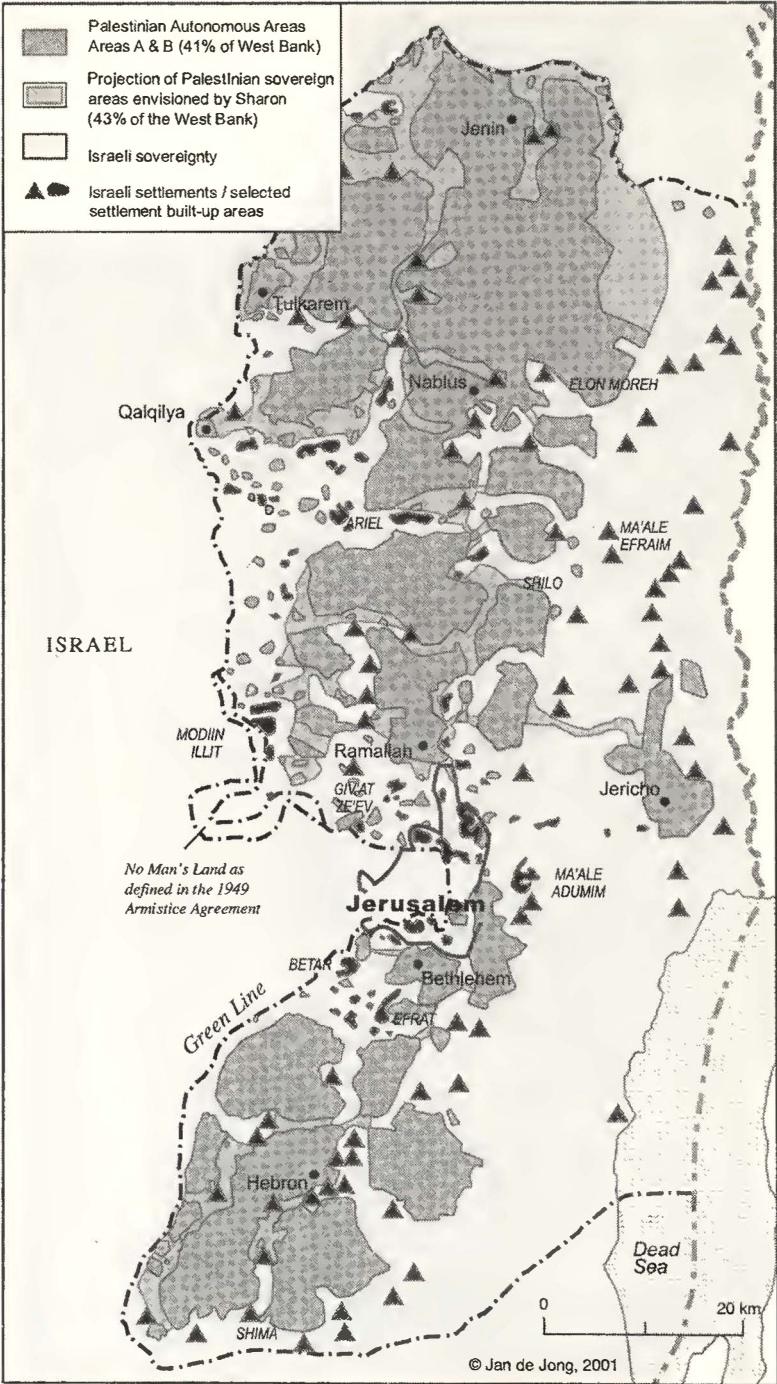 Palestinian Autonomous Areas
Areas A & B (41% of West Bank)
Projection of Palestinian sovereign
areas envisioned by Sharon
(43% of the West Bank)
Israeli sovereignty
Israeli settlements / selected
settlement built-up areas
Jenin
Tulkarem
Nablus
ELON MOREH
Qalqilya
ARIEL
MA'ALE
EFRAIM
SHILO
ISRAEL
MODIIN
ILLIT
Ramallah
GIV'AT
ZE'EV
Jericho
No Man's Land as
defined in the 1949
Armistice Agreement
MA'ALE
ADUMIM
Jerusalem
BETAR
Bethlehem
Green Line
EFRAT
Hebron
Dead
Sea
0
20 km
SHIMA
© Jan de Jong, 2001